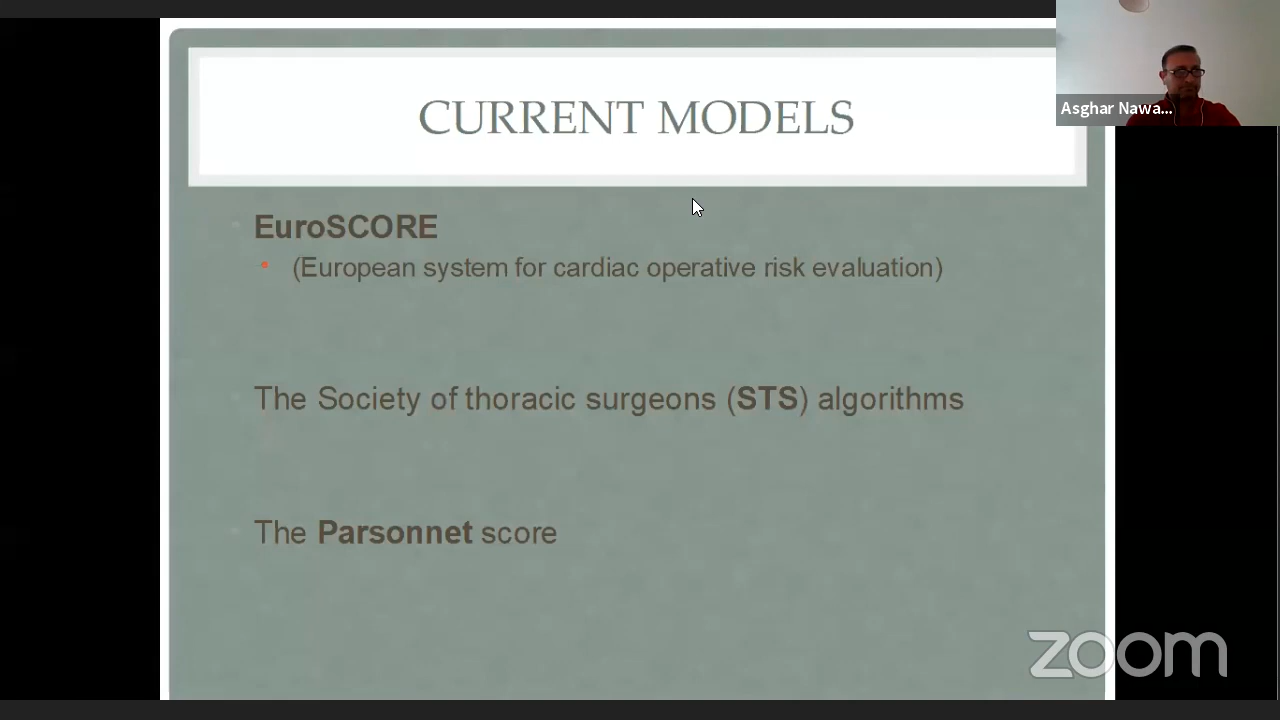 CURRENT MODELS
Asghar Nawa...
EuroSCORE
(European system for cardiac operative risk evaluation)
The Society of thoracic surgeons (STS) algorithms
The Parsonnet score
zoom